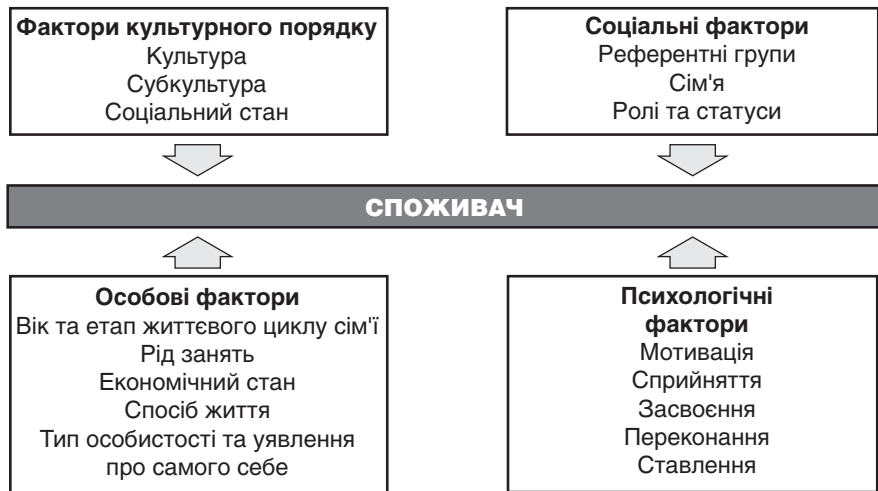 Фактори культурного порядку
Культура
Субкультура
Соціальний стан
Соціальні фактори
Референтні групи
Сім'я
Ролі та статуси
СПОЖИВАЧ
Особові фактори
Вік та етап життєвого циклу сім'ї
Рід занять
Економічний стан
Спосіб життя
Тип особистості та уявлення
про самого себе
Психологічні
фактори
Мотивація
Сприйняття
Засвоєння
Переконання
Ставлення